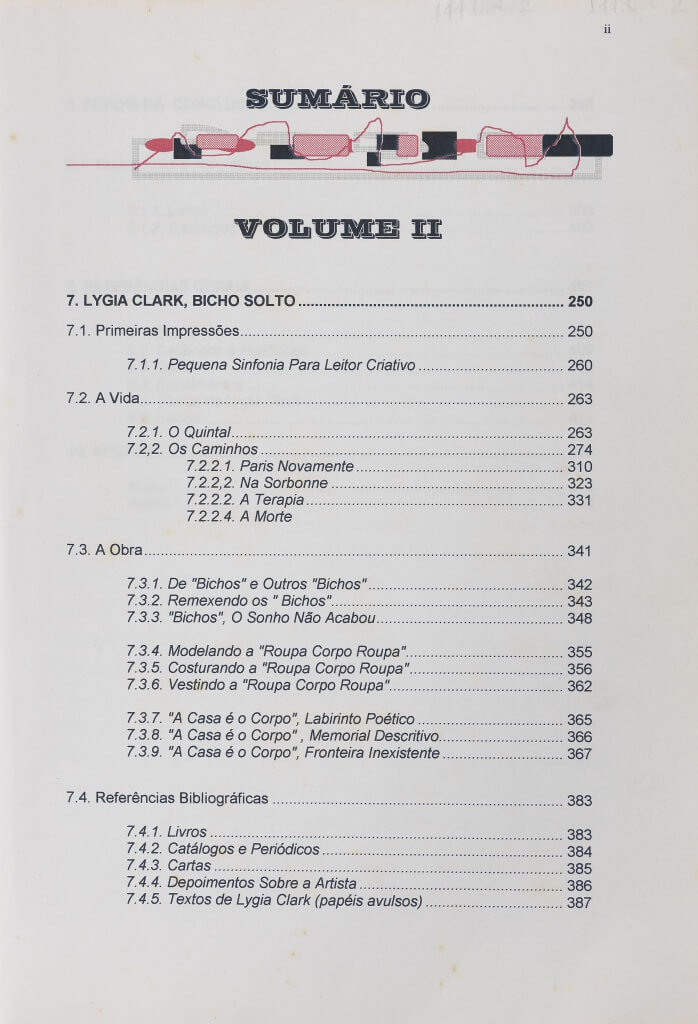 ii
SUMÁRIO
VOLUME II
7. LYGIA CLARK, BICHO SOLTO ........ 250
7.1. Primeiras Impressões ........ 250
7.1.1. Pequena Sinfonia Para Leitor Criativo ........ 260
7.2. A Vida ........ 263
7.2.1. O Quintal ........ 263
7.2,2. Os Caminhos ........ 274
7.2.2.1. Paris Novamente ........ 310
7.2.2,2. Na Sorbonne ........ 323
7.2.2.2. A Terapia ........ 331
7.2.2.4. A Morte
7.3. A Obra ........ 341
7.3.1. De "Bichos" e Outros "Bichos" ........ 342
7.3.2. Remexendo os " Bichos" ........ 343
7.3.3. "Bichos", O Sonho Não Acabou ........ 348
7.3.4. Modelando a "Roupa Corpo Roupa" ........ 355
7.3.5. Costurando a "Roupa Corpo Roupa" ........ 356
7.3.6. Vestindo a "Roupa Corpo Roupa" ........ 362
7.3.7. "A Casa é o Corpo", Labirinto Poético ........ 365
7.3.8. "A Casa é o Corpo" , Memorial Descritivo ........ 366
7.3.9. "A Casa é o Corpo", Fronteira Inexistente ........ 367
7.4. Referências Bibliográficas ........ 383
7.4.1. Livros ........ 383
7.4.2. Catálogos e Periódicos ........ 384
7.4.3. Cartas ........ 385
7.4.4. Depoimentos Sobre a Artista ........ 386
7.4.5. Textos de Lygia Clark (papéis avulsos) ........ 387